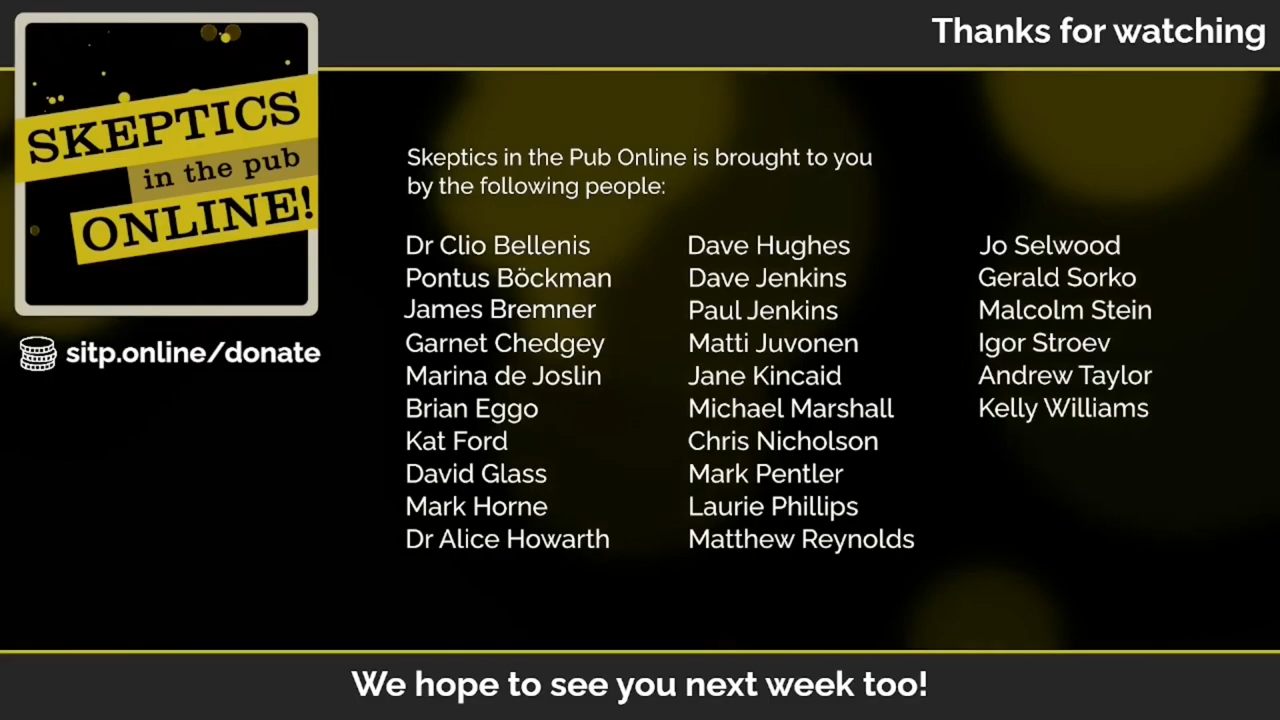 Thanks for watching
SKEPTICS
in the pub
ONLINE!
sitp.online/donate
Skeptics in the Pub Online is brought to you
by the following people:
Dr Clio Bellenis
Pontus Böckman
James Bremner
Garnet Chedgey
Marina de Joslin
Brian Eggo
Kat Ford
David Glass
Mark Horne
Dr Alice Howarth
Dave Hughes
Dave Jenkins
Paul Jenkins
Matti Juvonen
Jane Kincaid
Michael Marshall
Chris Nicholson
Mark Pentler
Laurie Phillips
Matthew Reynolds
Jo Selwood
Gerald Sorko
Malcolm Stein
Igor Stroev
Andrew Taylor
Kelly Williams
We hope to see you next week too!